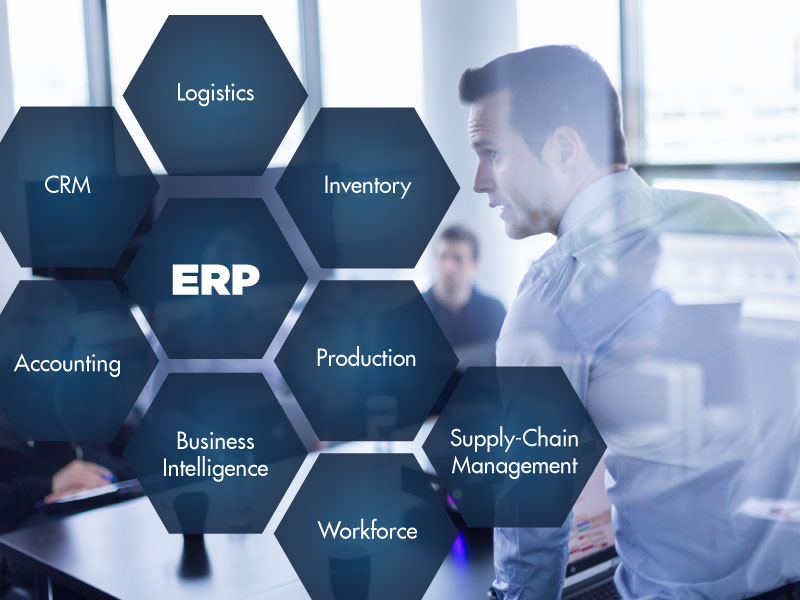 Logistics
CRM
Inventory
ERP
Accounting
Production
Business
Intelligence
Supply-Chain
Management
Workforce